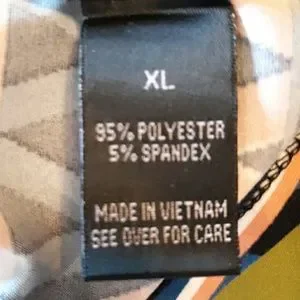 XL
95% POLYESTER
5% SPANDEX
MADE IN VIETNAM
SEE OVER FOR CARE